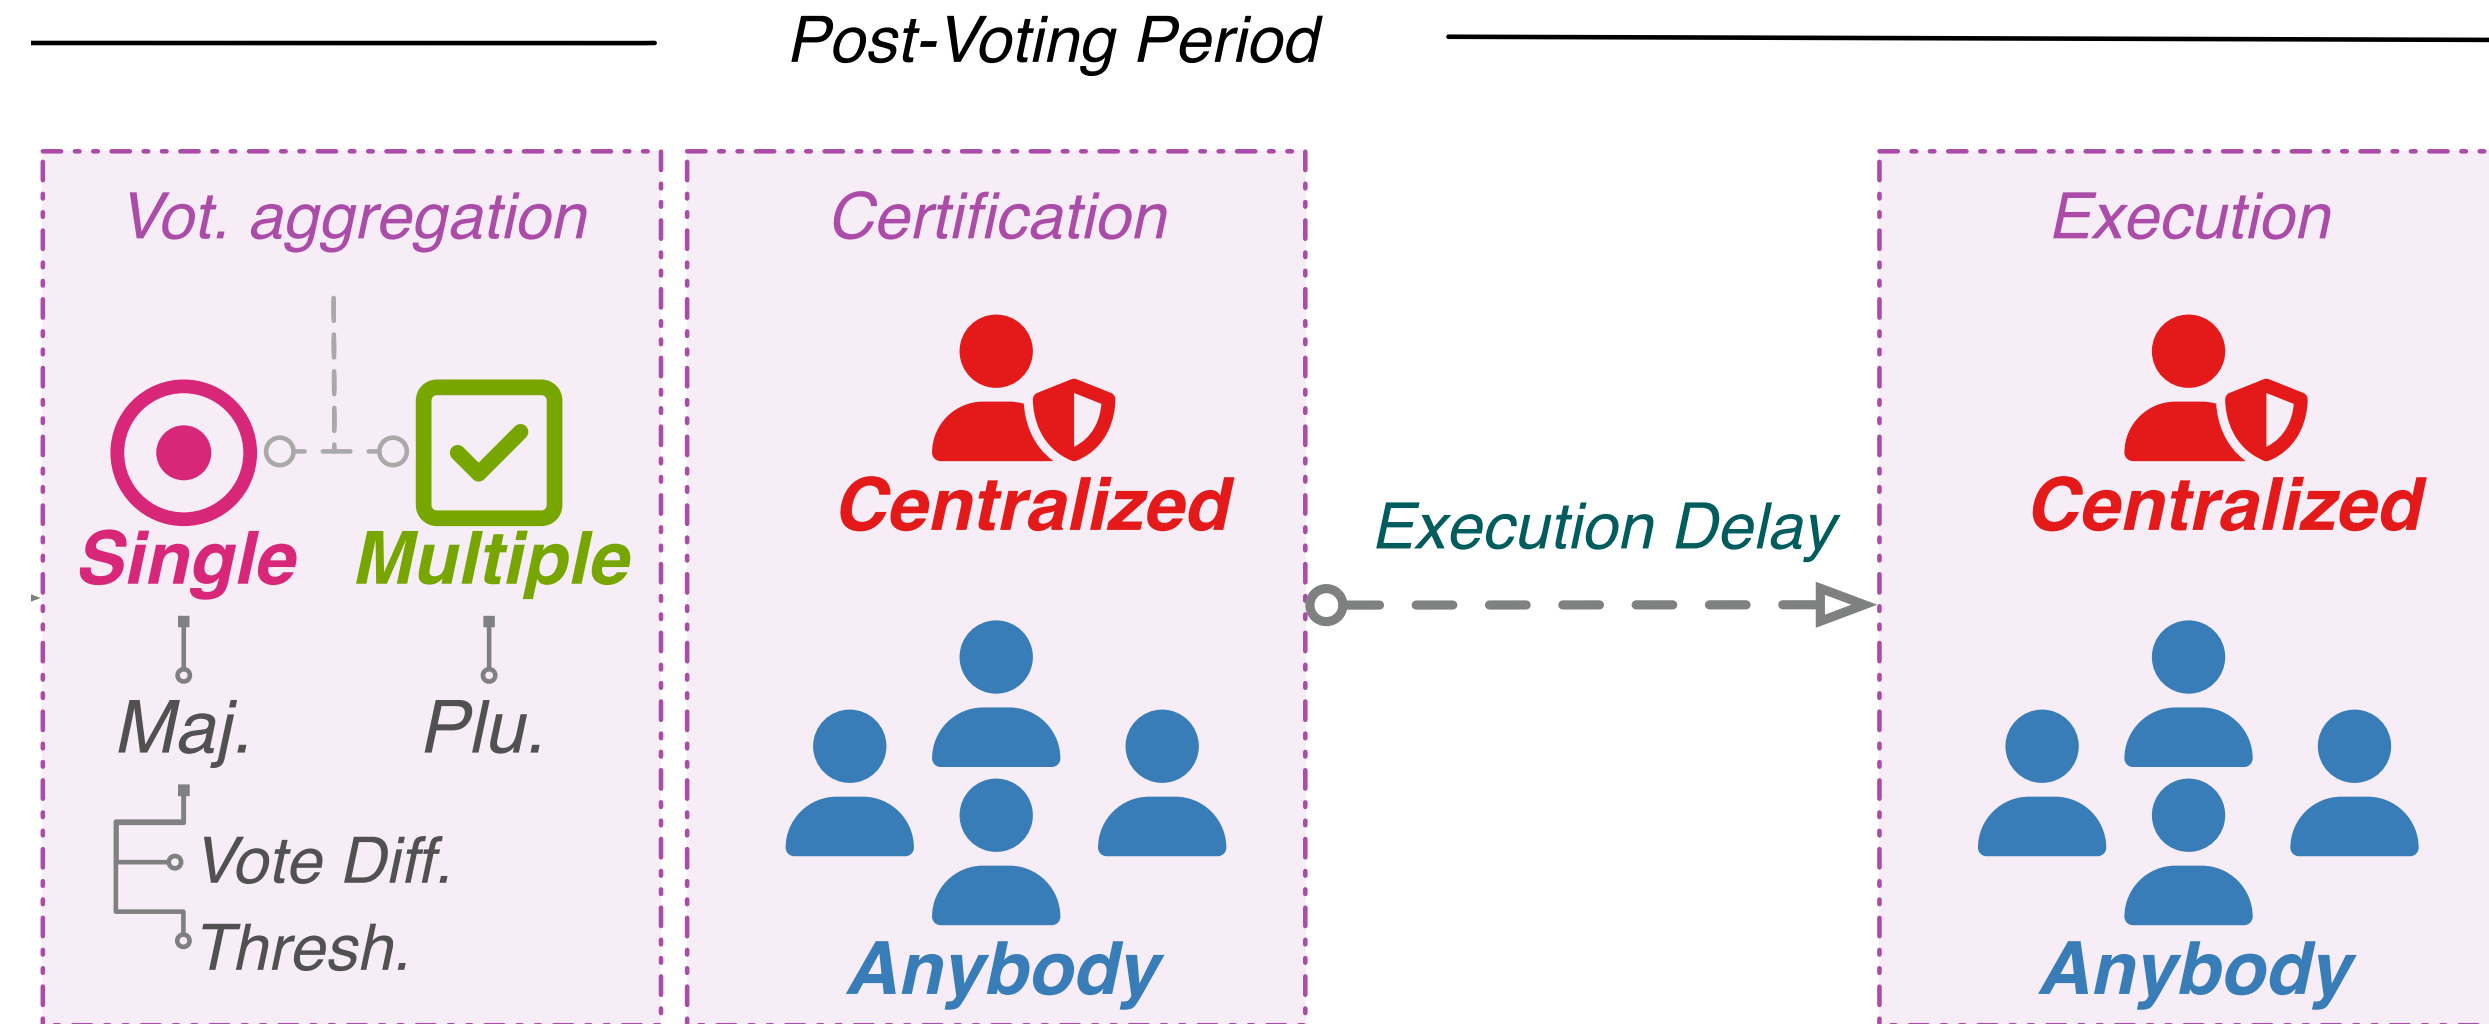 Post-Voting Period
Vot. aggregation
Single
Multiple
Maj.
Plu.
Vote Diff.
Thresh.
Certification
Centralized
Anybody
Execution Delay
Execution
Centralized
Anybody